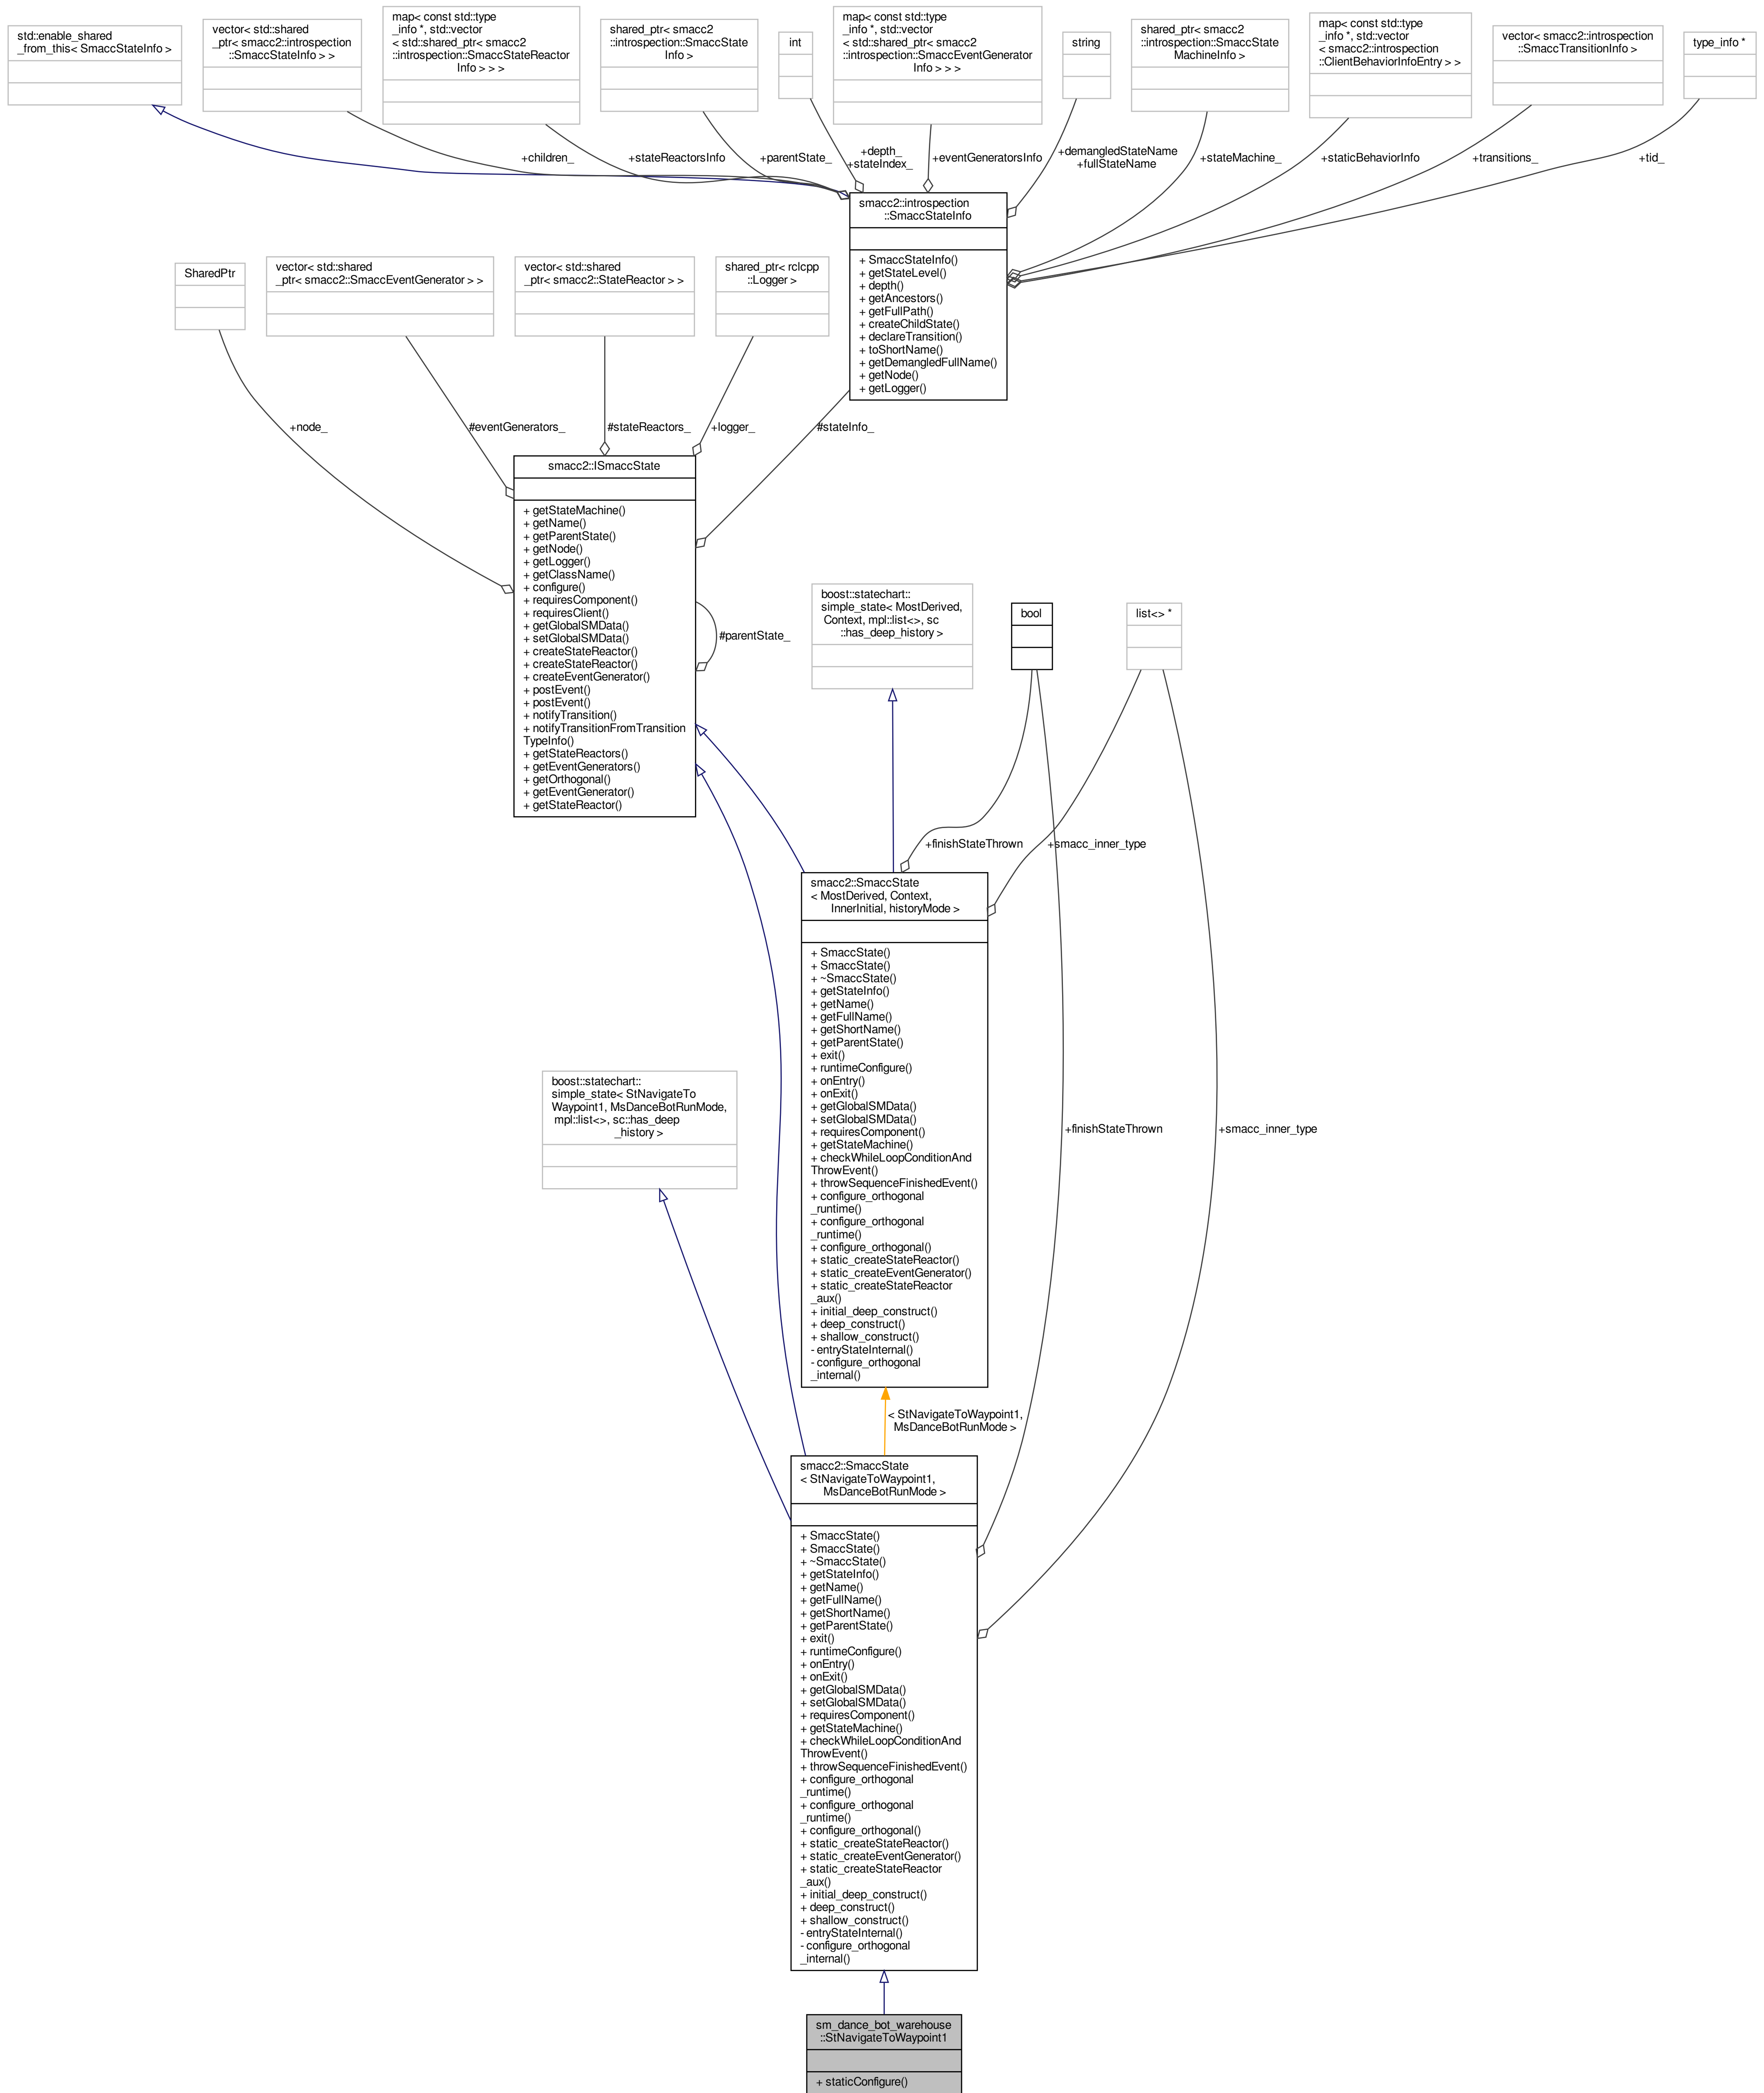 std::enable_shared
_from_this< SmaccStateInfo >
vector< std::shared
_ptr< smacc2::introspection
::SmaccStateInfo > >
map< const std::type
_info *, std::vector
< std::shared_ptr< smacc2
::introspection::SmaccStateReactor
Info > > >
shared_ptr< smacc2
::introspection::SmaccState
Info >
int
map< const std::type
_info *, std::vector
< std::shared_ptr< smacc2
::introspection::SmaccEventGenerator
Info > > >
string
shared_ptr< smacc2
::introspection::SmaccState
MachineInfo >
map< const std::type
_info *, std::vector
< smacc2::introspection
::ClientBehaviorInfoEntry > >
vector< smacc2::introspection
::SmaccTransitionInfo >
type_info *
+children_
+stateReactorsInfo
+parentState_
+depth_
+stateIndex_
+eventGeneratorsInfo
+demangledStateName
+fullStateName
+stateMachine_
+staticBehaviorInfo
+transitions_
+tid_
smacc2::introspection
::SmaccStateInfo
+ SmaccStateInfo()
+ getStateLevel()
+ depth()
+ getAncestors()
+ getFullPath()
+ createChildState()
+ declareTransition()
+ toShortName()
+ getDemangledFullName()
+ getNode()
+ getLogger()
SharedPtr
vector< std::shared
_ptr< smacc2::SmaccEventGenerator > >
vector< std::shared
_ptr< smacc2::StateReactor > >
shared_ptr< rclcpp
::Logger >
+node_
#eventGenerators_
#stateReactors_
+logger_
#stateInfo_
smacc2::ISmaccState
+ getStateMachine()
+ getName()
+ getParentState()
+ getNode()
+ getLogger()
+ getClassName()
+ configure()
+ requiresComponent()
+ requiresClient()
+ getGlobalSMData()
+ setGlobalSMData()
+ createStateReactor()
+ createStateReactor()
+ createEventGenerator()
+ postEvent()
+ postEvent()
+ notifyTransition()
+ notifyTransitionFromTransition
TypeInfo()
+ getStateReactors()
+ getEventGenerators()
+ getOrthogonal()
+ getEventGenerator()
+ getStateReactor()
#parentState_
boost::statechart::
simple_state< MostDerived,
Context, mpl::list<>, sc
::has_deep_history >
bool
list<> *
+finishStateThrown
+smacc_inner_type
smacc2::SmaccState
< MostDerived, Context,
InnerInitial, historyMode >
+ SmaccState()
+ SmaccState()
+ ~SmaccState()
+ getStateInfo()
+ getName()
+ getFullName()
+ getShortName()
+ getParentState()
+ exit()
+ runtimeConfigure()
+ onEntry()
+ onExit()
+ getGlobalSMData()
+ setGlobalSMData()
+ requiresComponent()
+ getStateMachine()
+ checkWhileLoopConditionAnd
ThrowEvent()
+ throwSequenceFinishedEvent()
+ configure_orthogonal
_runtime()
+ configure_orthogonal
_runtime()
+ configure_orthogonal()
+ static_createStateReactor()
+ static_createEventGenerator()
+ static_createStateReactor
_aux()
+ initial_deep_construct()
+ deep_construct()
+ shallow_construct()
- entryStateInternal()
- configure_orthogonal
_internal()
boost::statechart::
simple_state< StNavigateTo
Waypoint1, MsDanceBotRunMode,
mpl::list<>, sc::has_deep
_history >
+finishStateThrown
+smacc_inner_type
< StNavigateToWaypoint1,
MsDanceBotRunMode >
smacc2::SmaccState
< StNavigateToWaypoint1,
MsDanceBotRunMode >
+ SmaccState()
+ SmaccState()
+ ~SmaccState()
+ getStateInfo()
+ getName()
+ getFullName()
+ getShortName()
+ getParentState()
+ exit()
+ runtimeConfigure()
+ onEntry()
+ onExit()
+ getGlobalSMData()
+ setGlobalSMData()
+ requiresComponent()
+ getStateMachine()
+ checkWhileLoopConditionAnd
ThrowEvent()
+ throwSequenceFinishedEvent()
+ configure_orthogonal
_runtime()
+ configure_orthogonal
_runtime()
+ configure_orthogonal()
+ static_createStateReactor()
+ static_createEventGenerator()
+ static_createStateReactor
_aux()
+ initial_deep_construct()
+ deep_construct()
+ shallow_construct()
- entryStateInternal()
- configure_orthogonal
_internal()
sm_dance_bot_warehouse
::StNavigateToWaypoint1
+ staticConfigure()